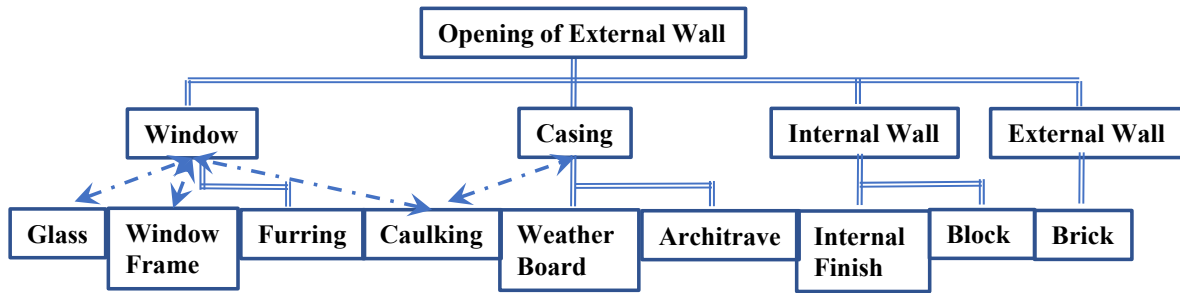 Opening of External Wall
Window
Casing
Internal Wall
External Wall
Glass
Window
Frame
Furring
Caulking
Weather
Board
Architrave
Internal
Finish
Block
Brick